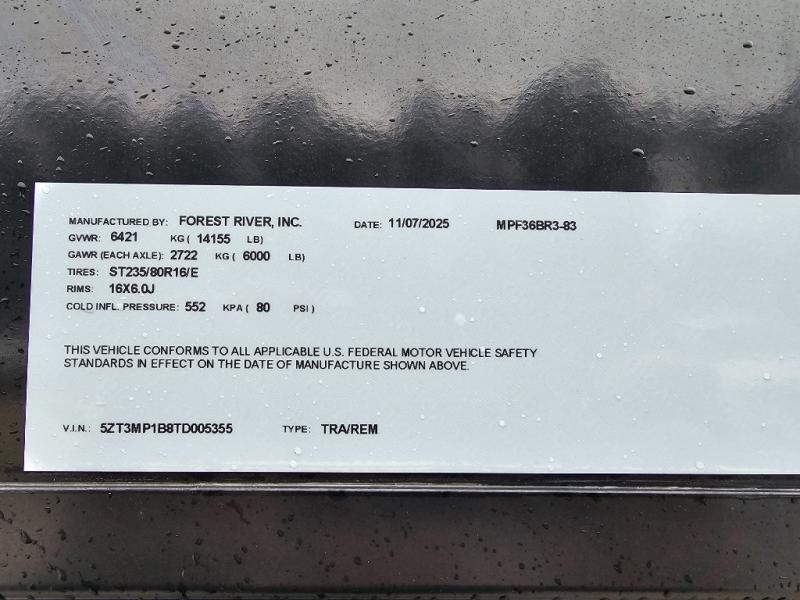 MANUFACTURED BY: FOREST RIVER, INC. DATE: 11/07/2025 MPF36BR3-83
GVWR: 6421 KG ( 14155 LB)
GAWR (EACH AXLE): 2722 KG ( 6000 LB)
TIRES: ST235/80R16/E
RIMS: 16X6.0J
COLD INFL. PRESSURE: 552 KPA ( 80 PSI )
THIS VEHICLE CONFORMS TO ALL APPLICABLE U.S. FEDERAL MOTOR VEHICLE SAFETY
STANDARDS IN EFFECT ON THE DATE OF MANUFACTURE SHOWN ABOVE.
V.I.N.: 5ZT3MP1B8TD005355 TYPE: TRA/REM